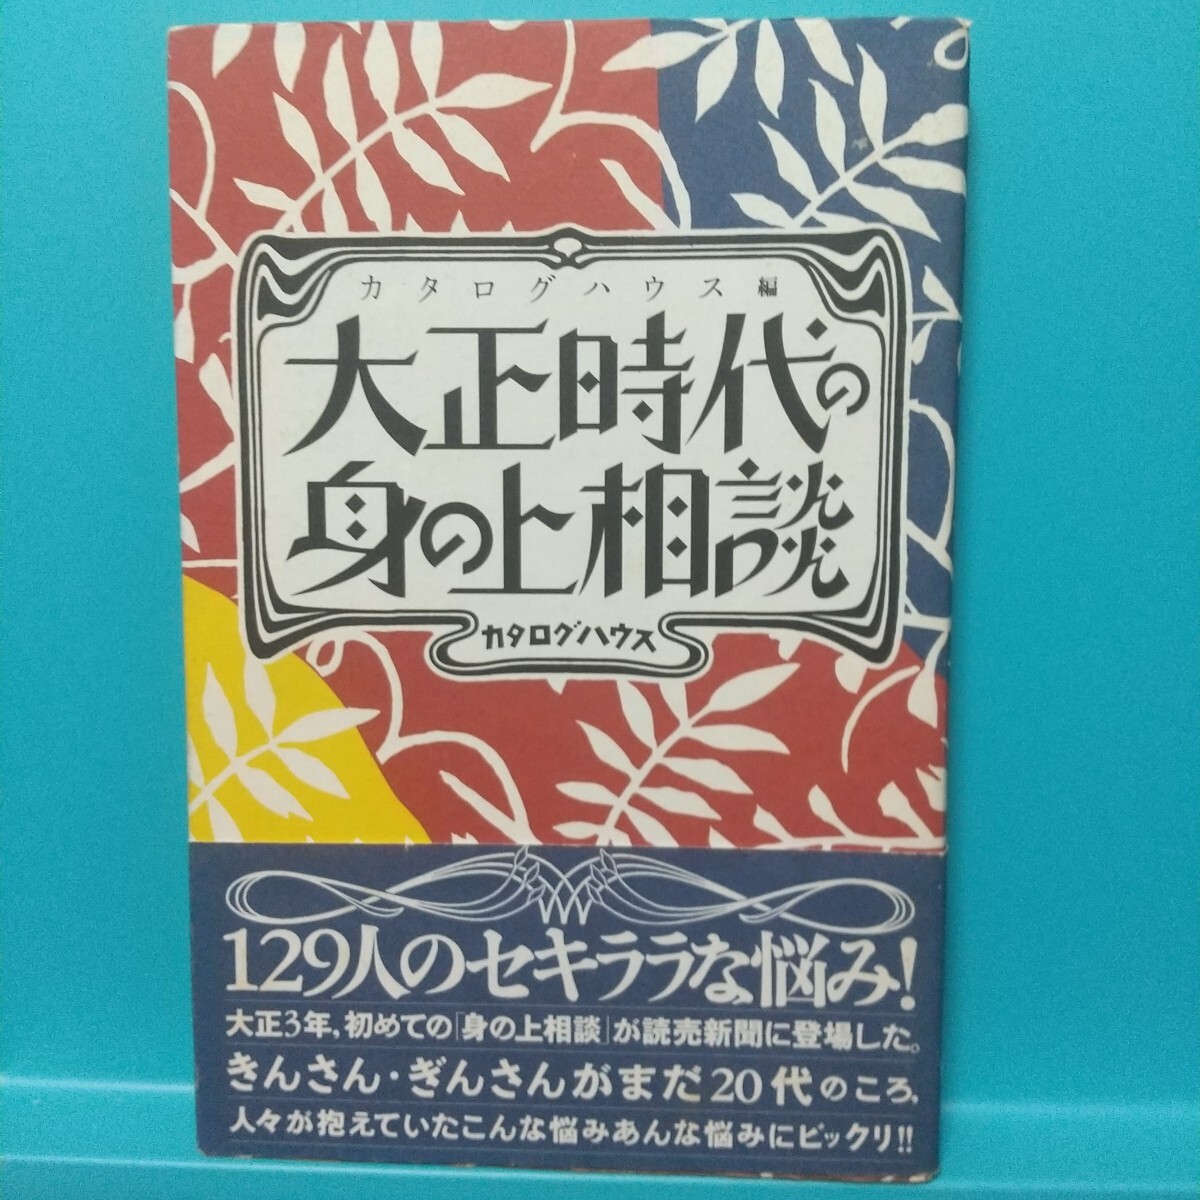 カタログハウス編
大正時代の
身の上相談
カタログハウス
129人のセキララな悩み!
大正3年,初めての「身の上相談」が読売新聞に登場した。
きんさん・ぎんさんがまだ20代のころ,
人々が抱えていたこんな悩みあんな悩みにビックリ!!